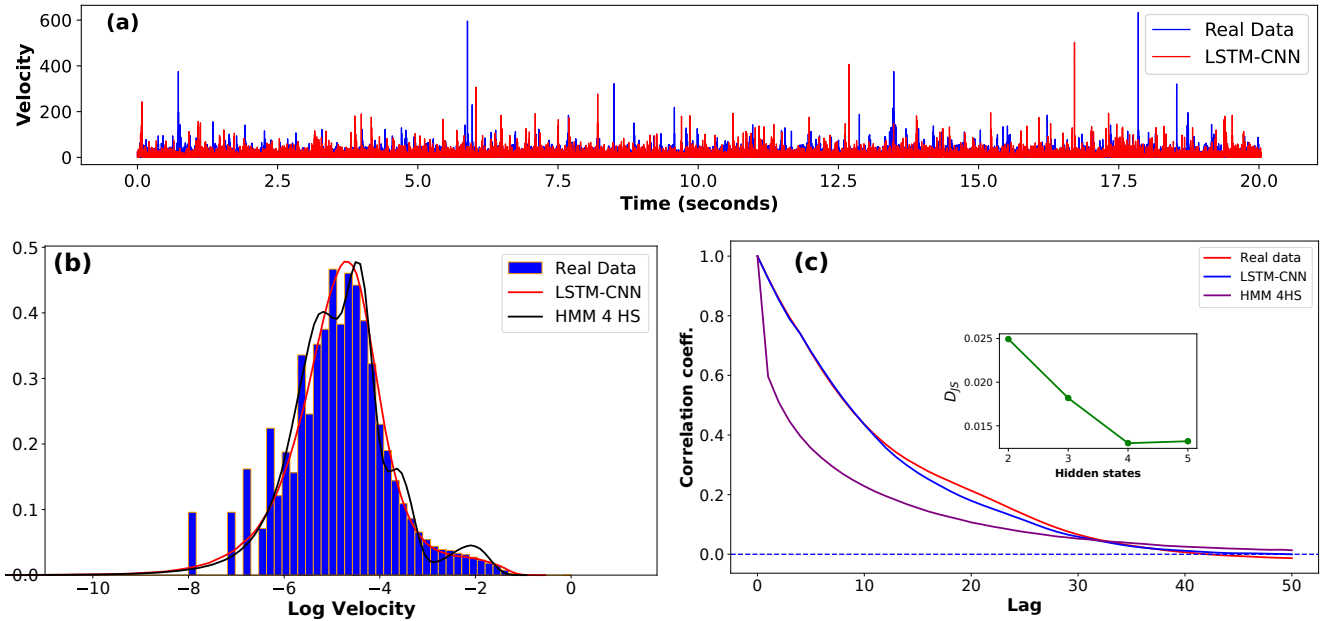 (a)
Velocity
600
400
200
0
Real Data
LSTM-CNN
0.0 2.5 5.0 7.5 10.0 12.5 15.0 17.5 20.0
Time (seconds)
(b)
0.5
0.4
0.3
0.2
0.1
0.0
Real Data
LSTM-CNN
HMM 4 HS
−10 −8 −6 −4 −2 0
Log Velocity
(c)
Correlation coeff.
1.0
0.8
0.6
0.4
0.2
0.0
Real data
LSTM-CNN
HMM 4HS
D_JS
0.025
0.020
0.015
2 3 4 5
Hidden states
0 10 20 30 40 50
Lag